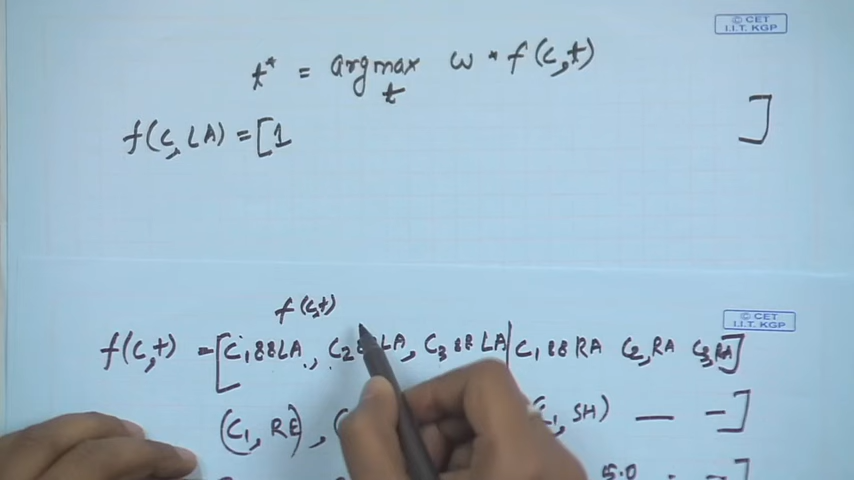 © CET
I.I.T. KGP
t* = argmax w * f(c,t)
t
f(c, LA) = [1 ]
f(c,t)
© CET
I.I.T. KGP
f(c,t) = [C1&&LA, C2&&LA, C3&&LA | C1&&RA C2,RA C3,RA]
(C1, RE), (C1, SH) — —]
5.0 . —]